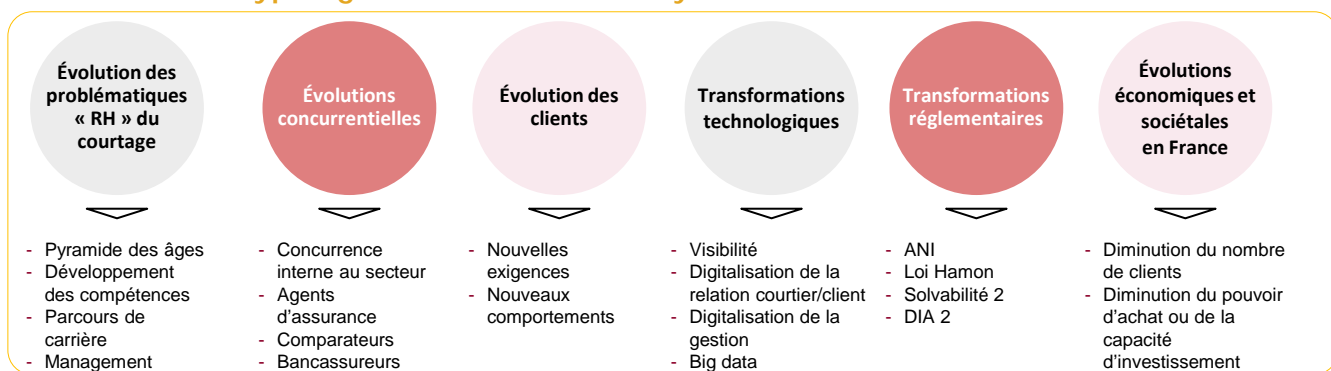 Évolution des
problématiques
« RH » du
courtage
- Pyramide des âges
- Développement
des compétences
- Parcours de
carrière
- Management
Évolutions
concurrentielles
- Concurrence
interne au secteur
- Agents
d'assurance
- Comparateurs
- Bancassureurs
Évolution des
clients
- Nouvelles
exigences
- Nouveaux
comportements
Transformations
technologiques
- Visibilité
- Digitalisation de la
relation courtier/client
- Digitalisation de la
gestion
- Big data
Transformations
réglementaires
- ANI
- Loi Hamon
- Solvabilité 2
- DIA 2
Évolutions
économiques et
sociétales
en France
- Diminution du nombre
de clients
- Diminution du pouvoir
d'achat ou de la
capacité
d'investissement